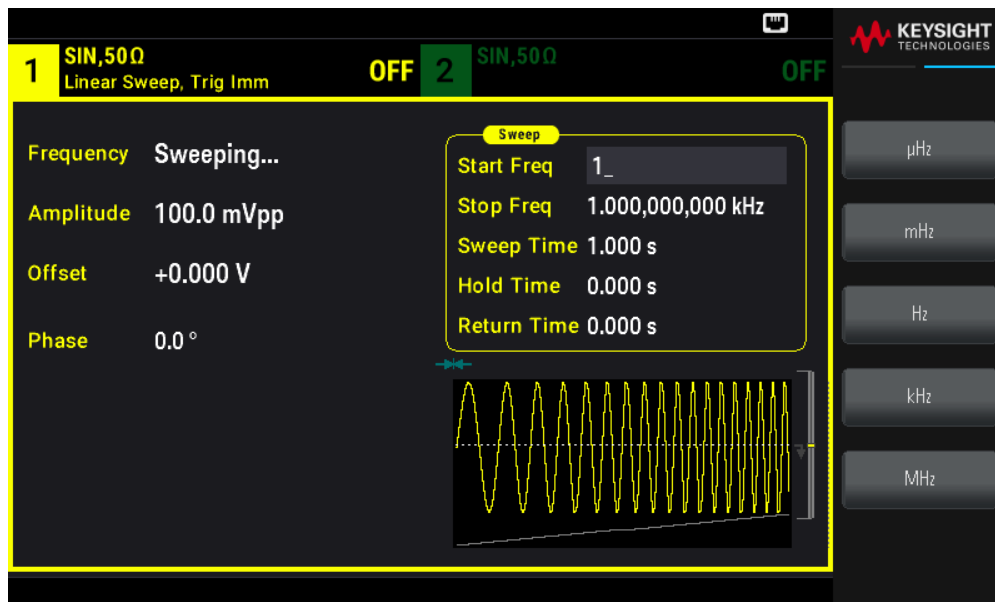 KEYSIGHT
TECHNOLOGIES
1
SIN,50Ω
Linear Sweep, Trig Imm
OFF
2
SIN,50Ω
OFF
Frequency Sweeping...
Amplitude 100.0 mVpp
Offset +0.000 V
Phase 0.0 °
Sweep
Start Freq 1_
Stop Freq 1.000,000,000 kHz
Sweep Time 1.000 s
Hold Time 0.000 s
Return Time 0.000 s
µHz
mHz
Hz
kHz
MHz